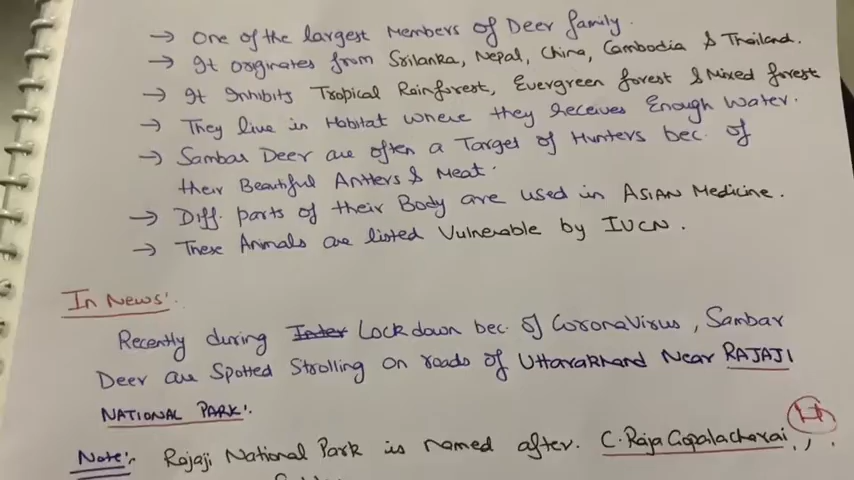 → One of the largest Members of Deer family.
→ It originates from Srilanka, Nepal, China, Cambodia & Thailand.
→ It Inhibits Tropical Rainforest, Evergreen forest & Mixed forest
→ They live in Habitat where they Receives Enough Water.
→ Sambar Deer are often a Target of Hunters bec. of
their Beautiful Antlers & Meat.
→ Diff. parts of their Body are used in ASIAN Medicine.
→ These Animals are listed Vulnerable by IUCN.
In News:
Recently during Inter Lockdown bec. of CoronaVirus, Sambar
Deer are Spotted Strolling on roads of Uttarakhand Near RAJAJI
NATIONAL PARK.
Note:- Rajaji National Park is named after. C. Raja Gopalacharai,,.